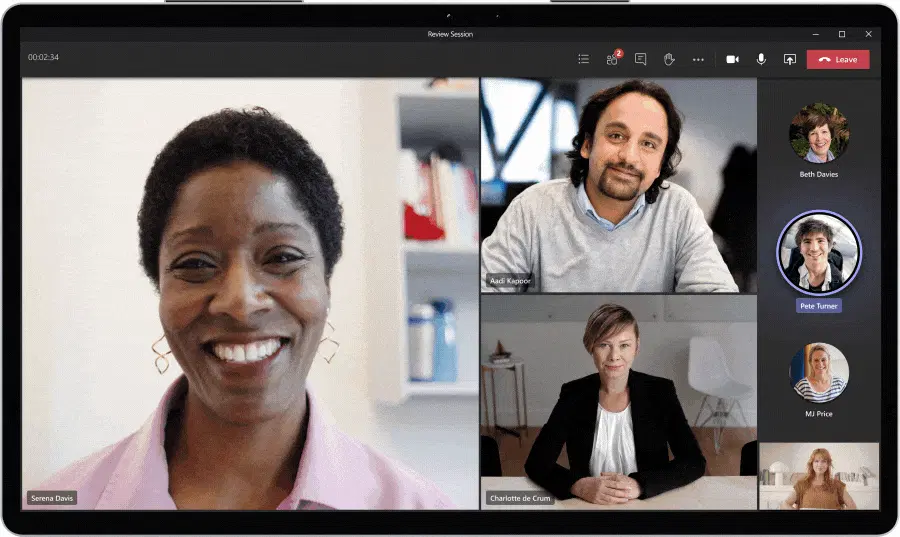 Review Session
00:02:34
2
Leave
Beth Davies
Aadi Kapoor
Pete Turner
MJ Price
Serena Davis
Charlotte de Crum